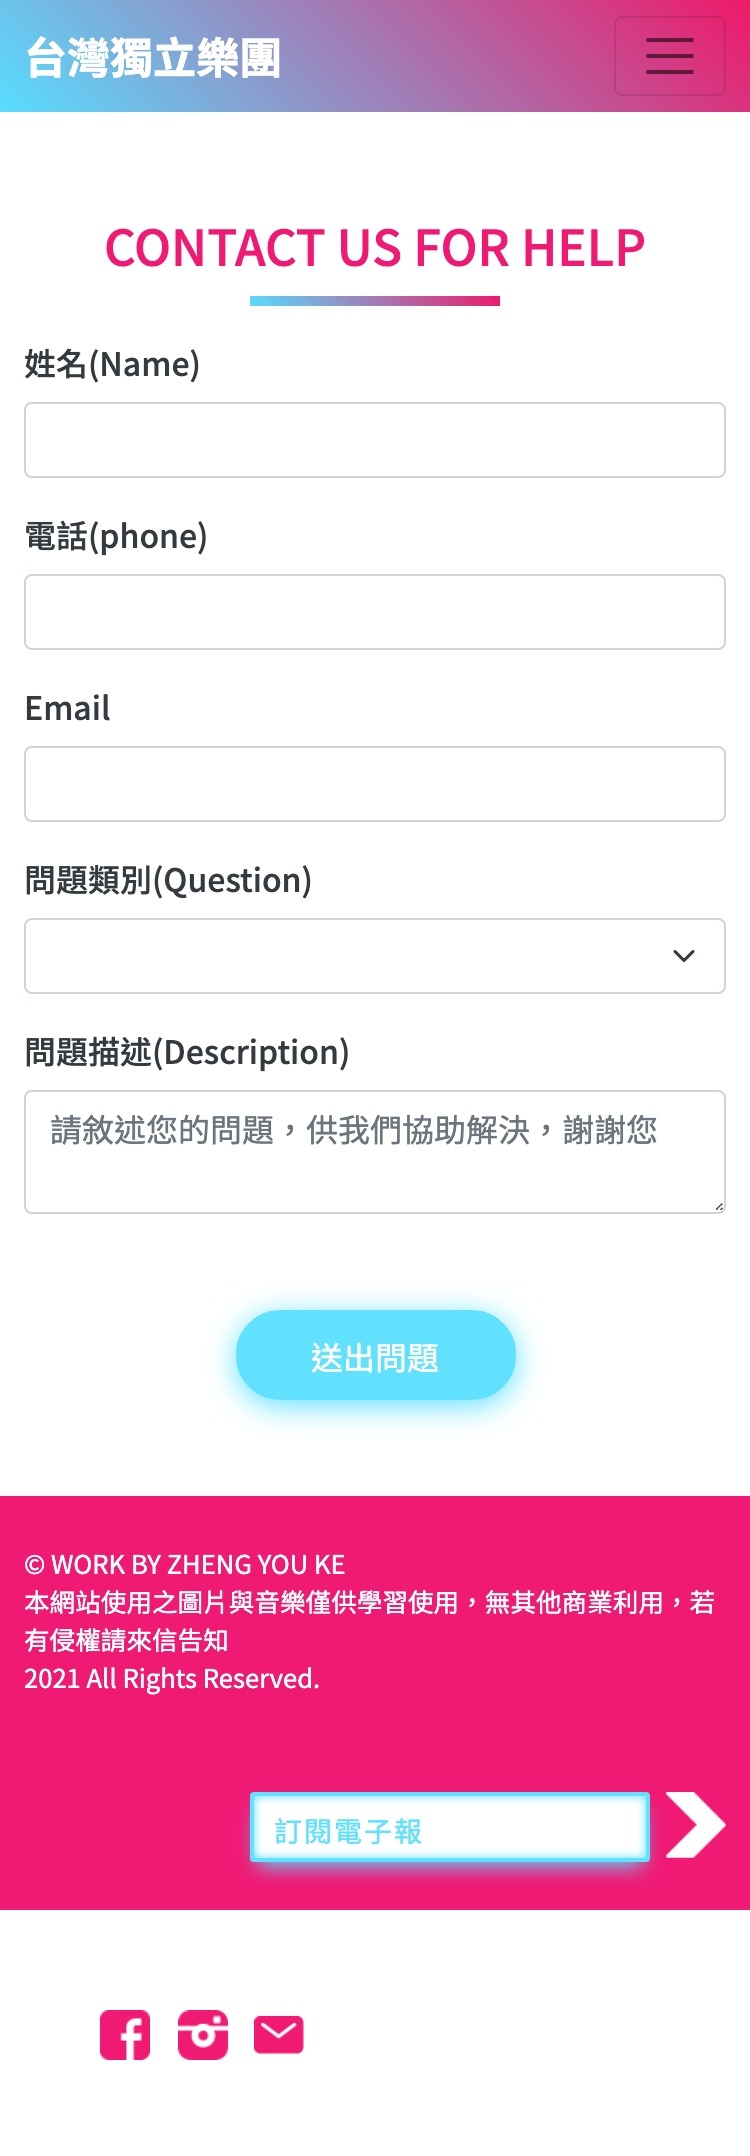 台灣獨立樂團
CONTACT US FOR HELP
姓名(Name)
電話(phone)
Email
問題類別(Question)
問題描述(Description)
請敘述您的問題，供我們協助解決，謝謝您
送出問題
© WORK BY ZHENG YOU KE
本網站使用之圖片與音樂僅供學習使用，無其他商業利用，若
有侵權請來信告知
2021 All Rights Reserved.
訂閱電子報